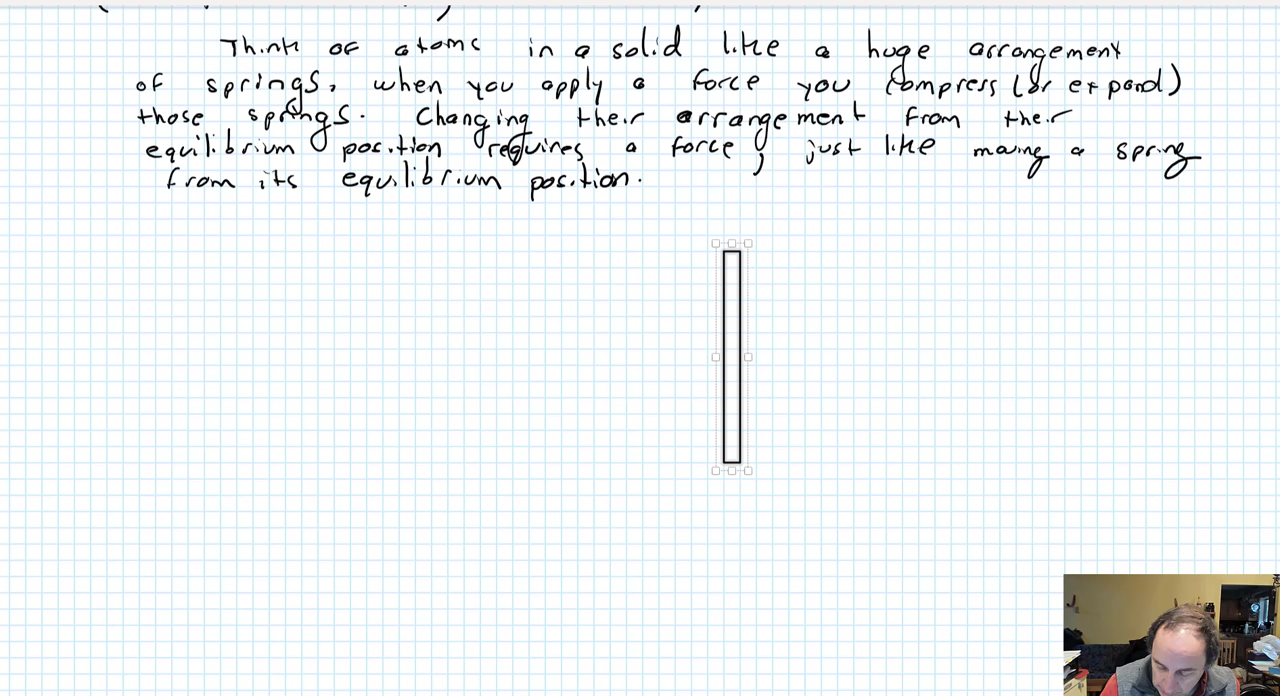 Think of atoms in a solid like a huge arrangement
of springs, when you apply a force you compress (or expand)
those springs. Changing their arrangement from their
equilibrium position requires a force, just like moving a spring
from its equilibrium position.